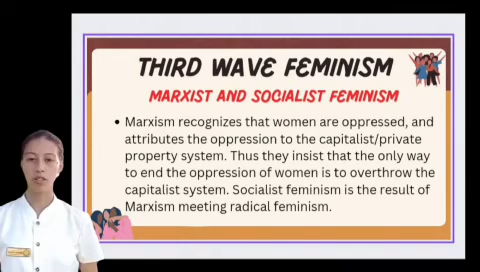 THIRD WAVE FEMINISM
MARXIST AND SOCIALIST FEMINISM
• Marxism recognizes that women are oppressed, and
attributes the oppression to the capitalist/private
property system. Thus they insist that the only way
to end the oppression of women is to overthrow the
capitalist system. Socialist feminism is the result of
Marxism meeting radical feminism.